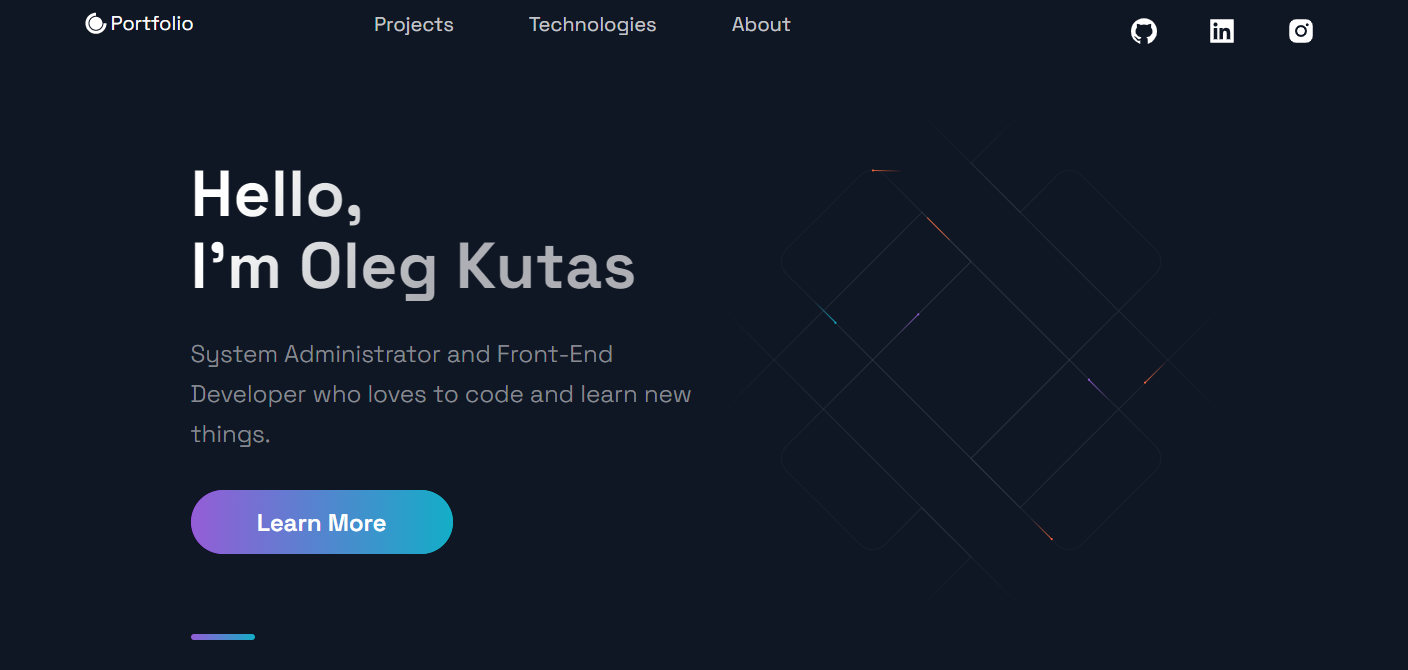 Portfolio
Projects
Technologies
About
Hello,
I'm Oleg Kutas
System Administrator and Front-End
Developer who loves to code and learn new
things.
Learn More